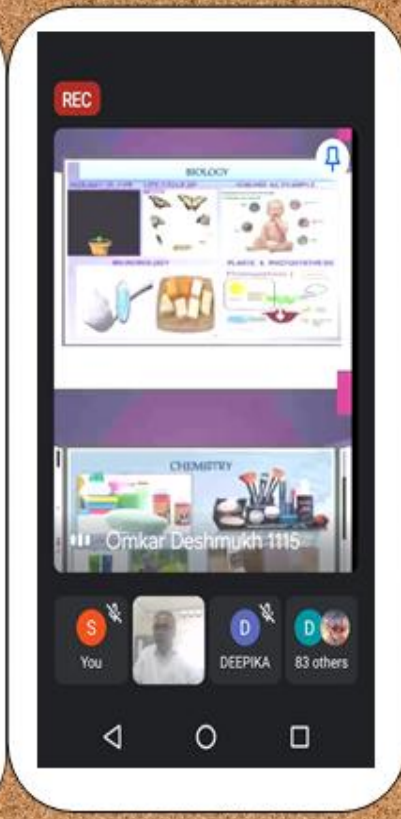 REC
BIOLOGY
MICROBIOLOGY
PLANTS & PHOTOSYNTHESIS
CHEMISTRY
Omkar Deshmukh 1115
S
D
D
You
DEEPIKA
83 others